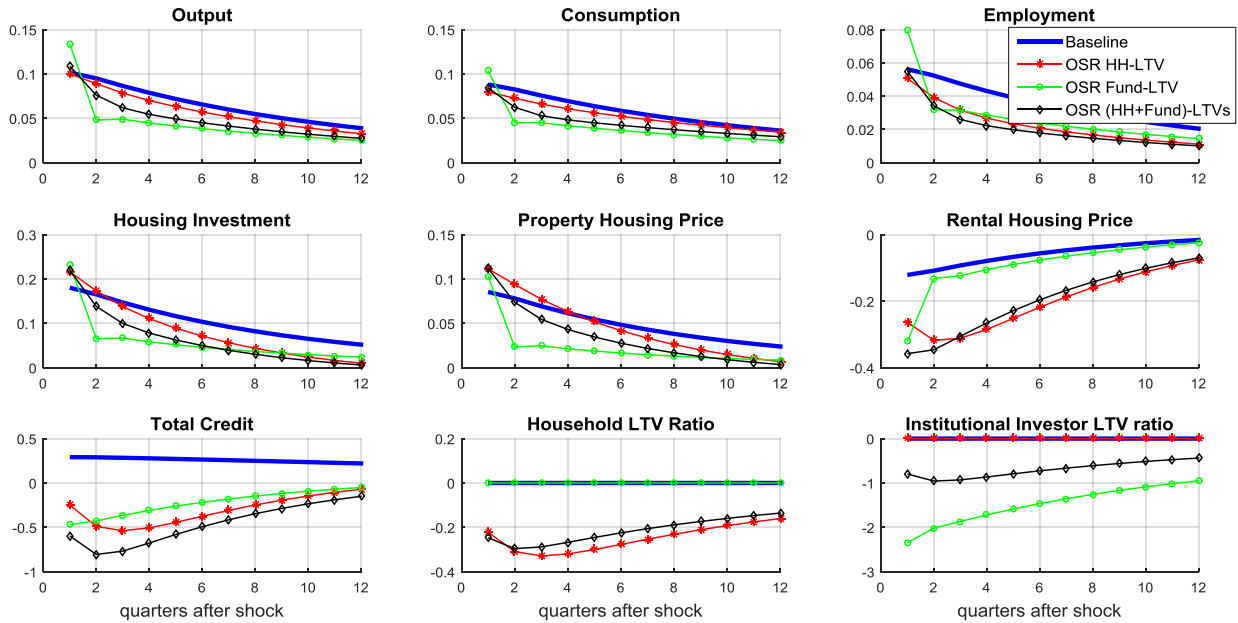 Output
0.15
0.1
0.05
0
0 2 4 6 8 10 12
Consumption
0.15
0.1
0.05
0
0 2 4 6 8 10 12
Employment
0.08
0.06
0.04
0.02
0
0 2 4 6 8 10 12
Baseline
OSR HH-LTV
OSR Fund-LTV
OSR (HH+Fund)-LTVs
Housing Investment
0.3
0.2
0.1
0
0 2 4 6 8 10 12
Property Housing Price
0.15
0.1
0.05
0
0 2 4 6 8 10 12
Rental Housing Price
0
-0.2
-0.4
0 2 4 6 8 10 12
Total Credit
0.5
0
-0.5
-1
0 2 4 6 8 10 12
quarters after shock
Household LTV Ratio
0.2
0
-0.2
-0.4
0 2 4 6 8 10 12
quarters after shock
Institutional Investor LTV ratio
0
-1
-2
-3
0 2 4 6 8 10 12
quarters after shock